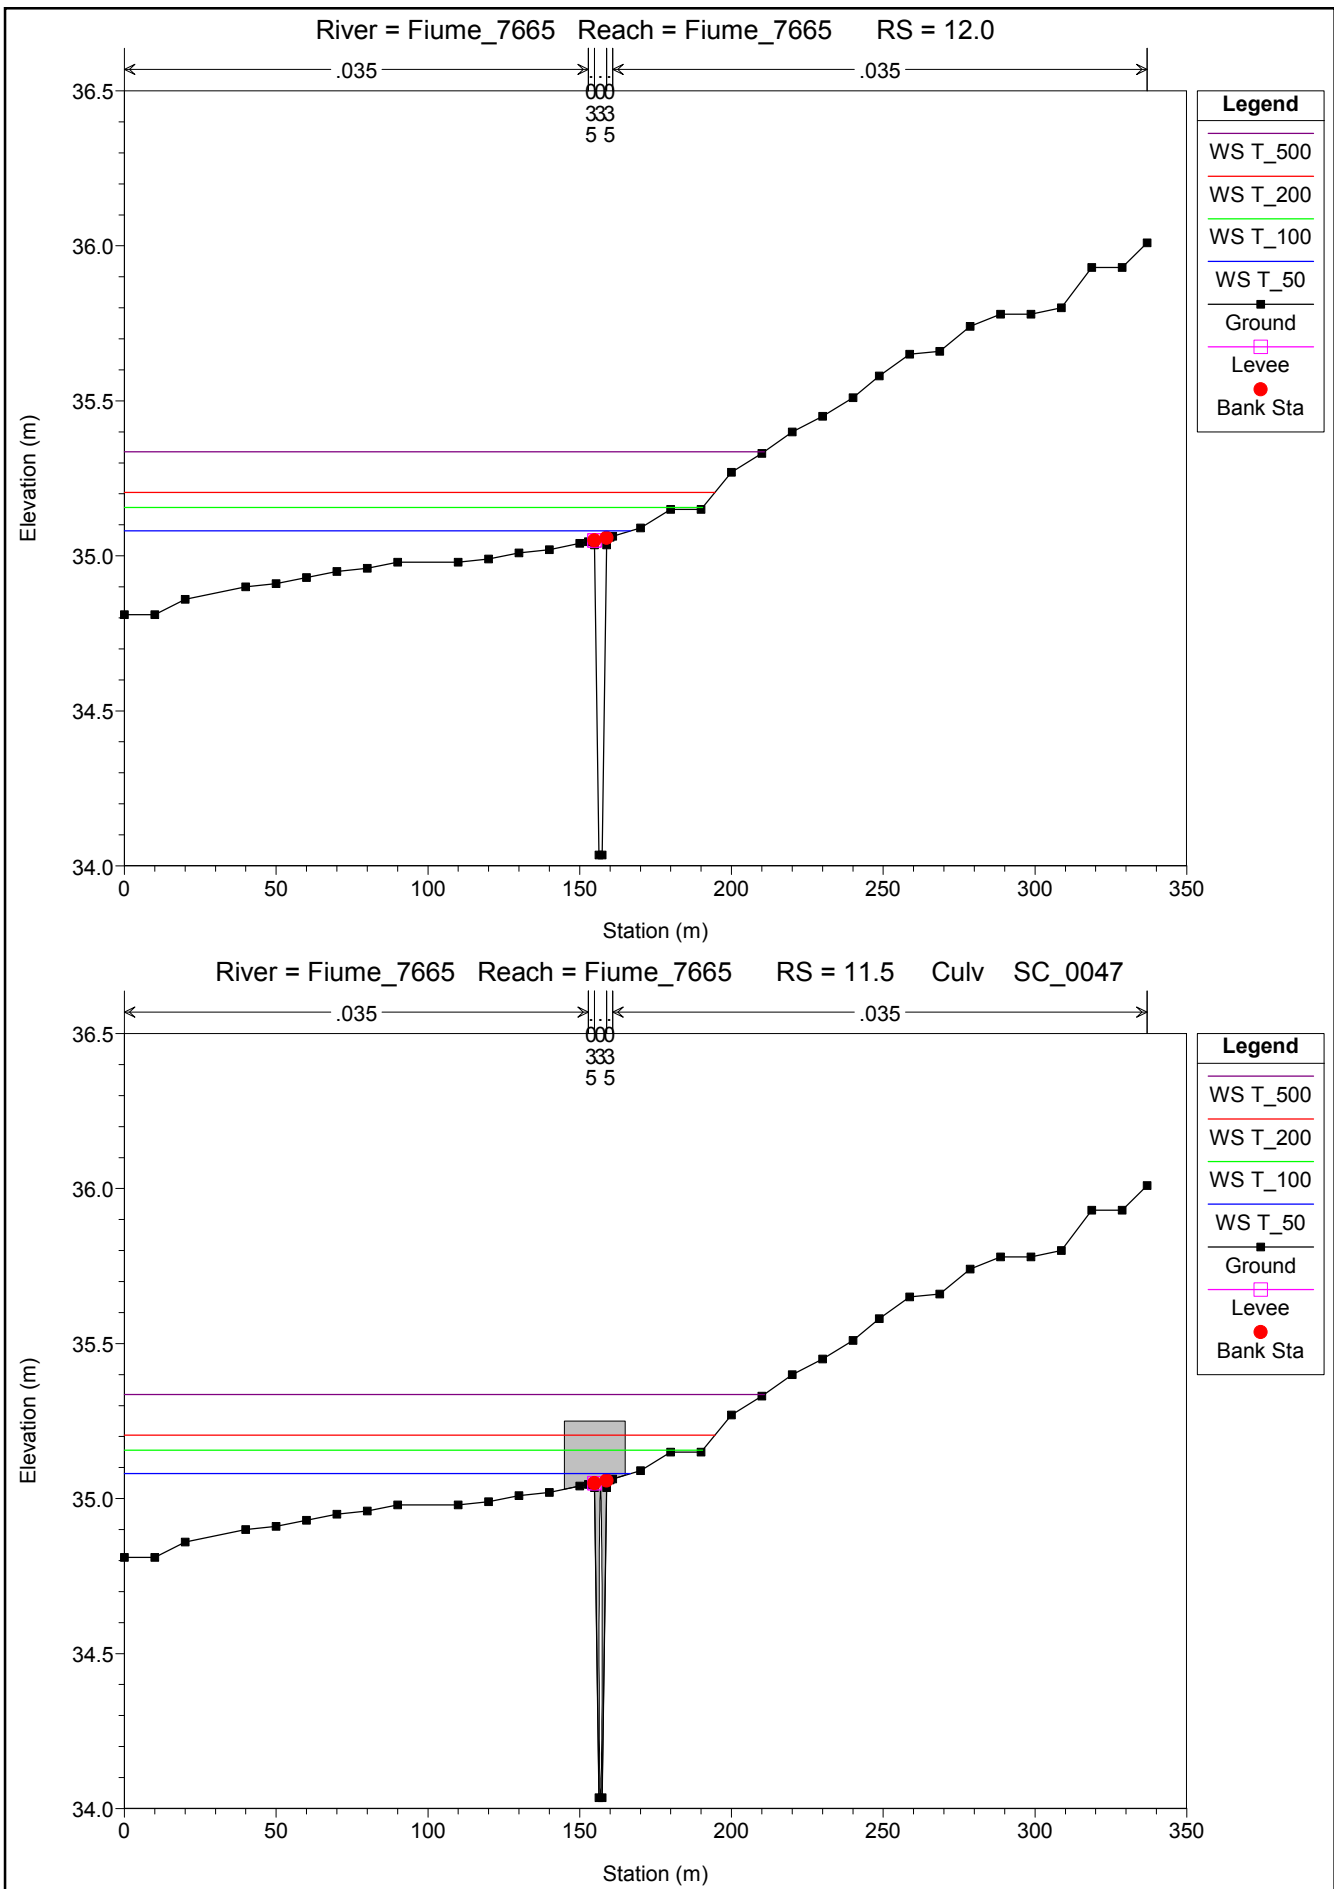 River = Fiume_7665 Reach = Fiume_7665 RS = 12.0
.035 .035
.035 .035
36.5
36.0
35.5
35.0
34.5
34.0
Elevation (m)
0 50 100 150 200 250 300 350
Station (m)
Legend
WS T_500
WS T_200
WS T_100
WS T_50
Ground
Levee
Bank Sta
River = Fiume_7665 Reach = Fiume_7665 RS = 11.5 Culv SC_0047
.035 .035
.035 .035
36.5
36.0
35.5
35.0
34.5
34.0
Elevation (m)
0 50 100 150 200 250 300 350
Station (m)
Legend
WS T_500
WS T_200
WS T_100
WS T_50
Ground
Levee
Bank Sta